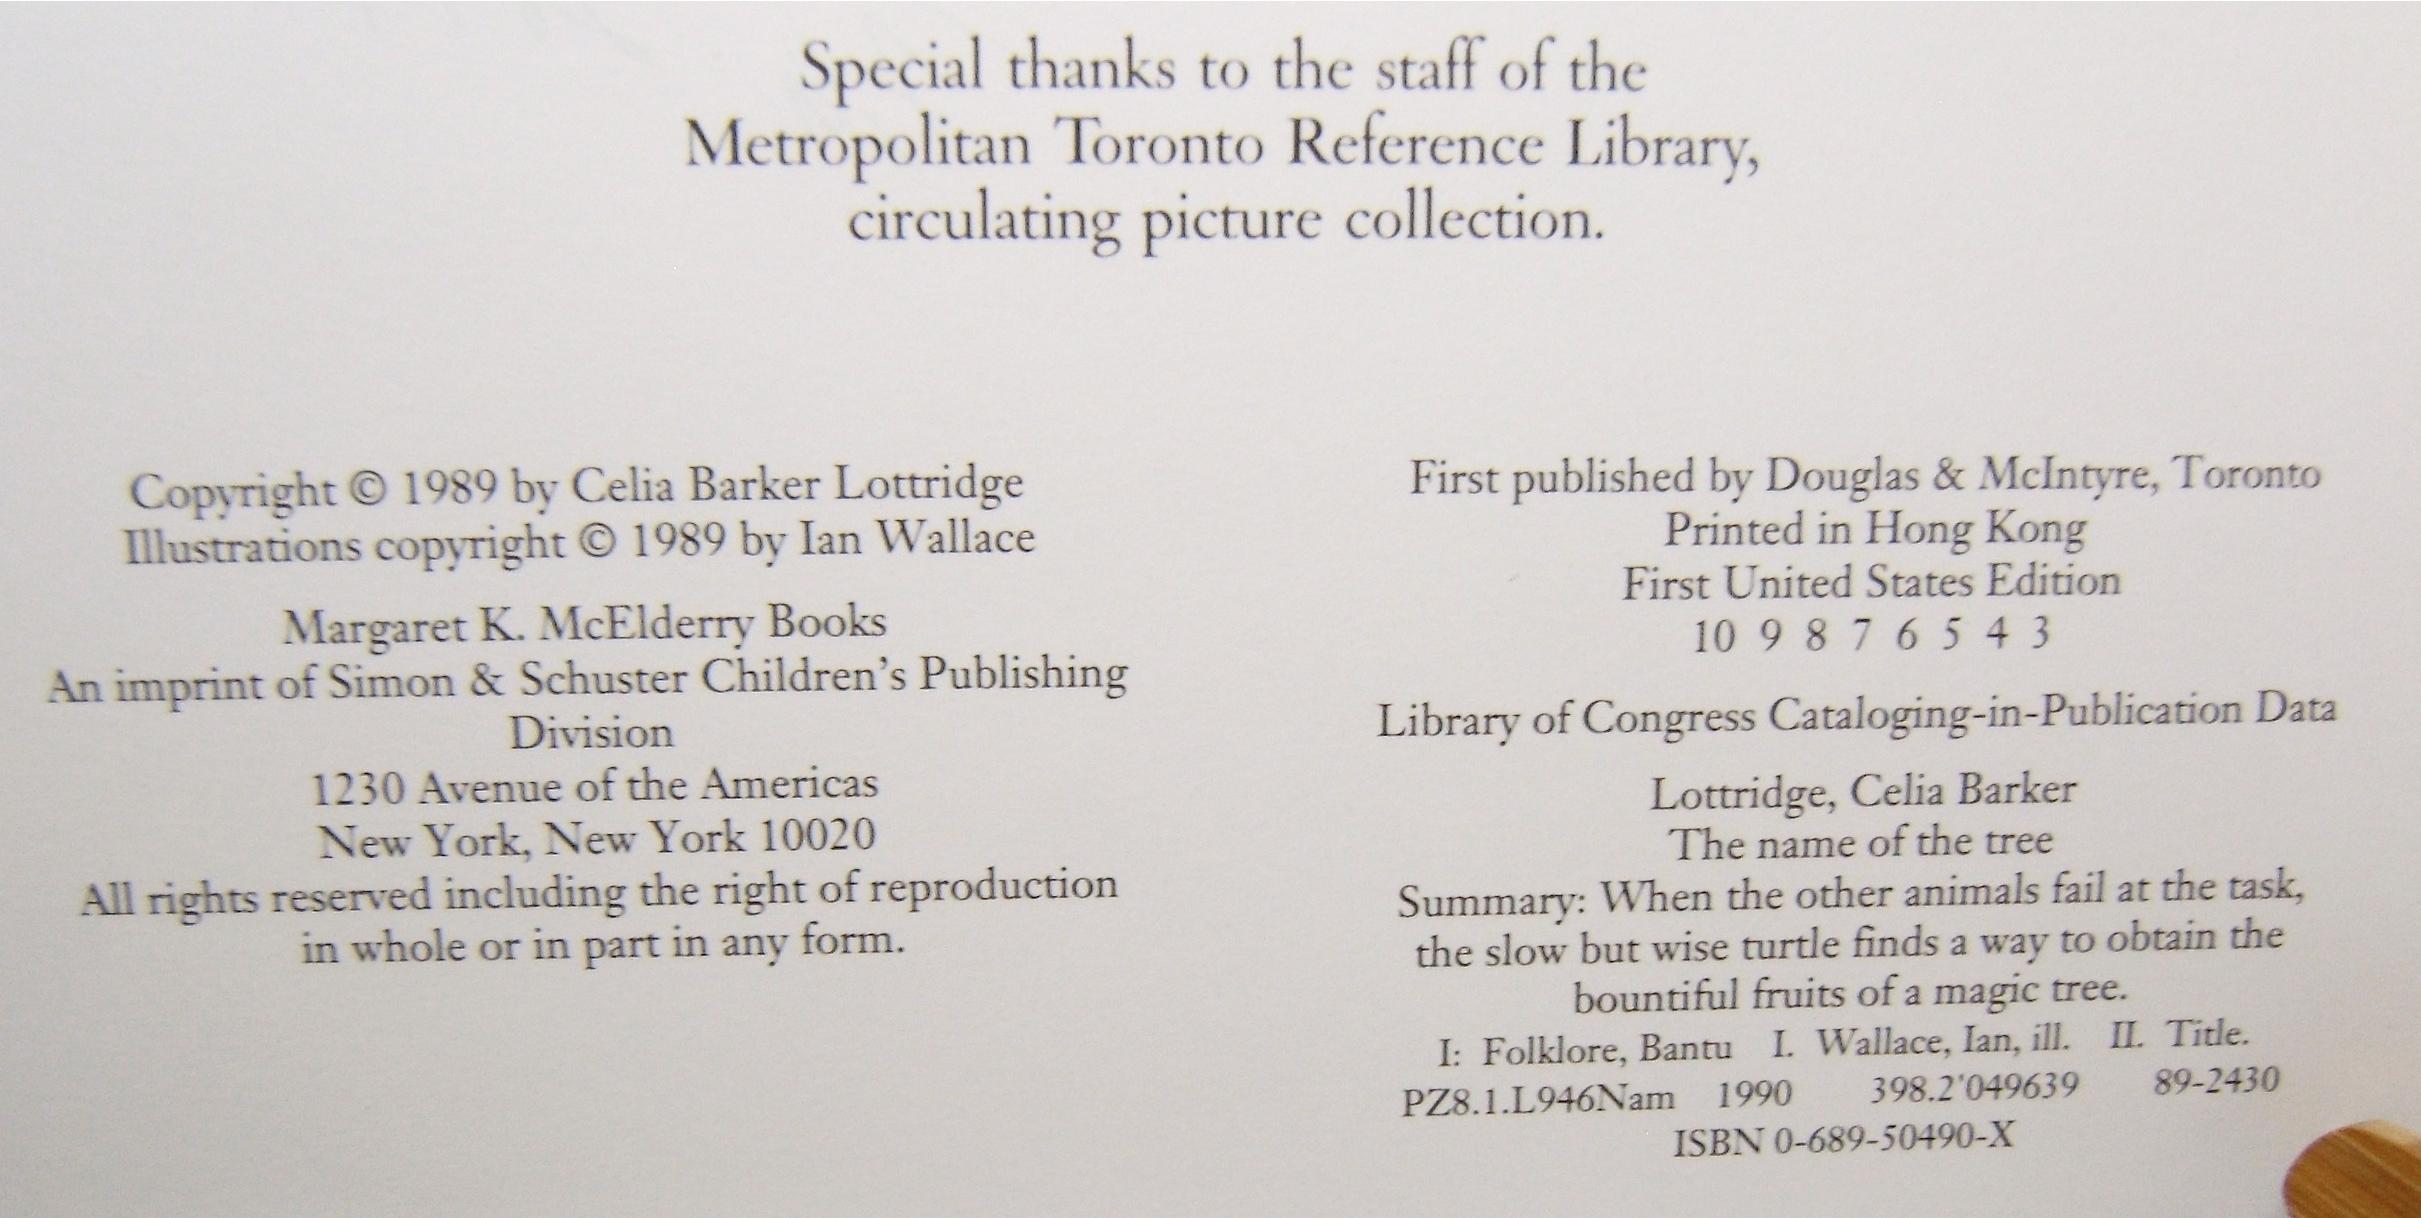 Special thanks to the staff of the
Metropolitan Toronto Reference Library,
circulating picture collection.
Copyright © 1989 by Celia Barker Lottridge
Illustrations copyright © 1989 by Ian Wallace
Margaret K. McElderry Books
An imprint of Simon & Schuster Children's Publishing
Division
1230 Avenue of the Americas
New York, New York 10020
All rights reserved including the right of reproduction
in whole or in part in any form.
First published by Douglas & McIntyre, Toronto
Printed in Hong Kong
First United States Edition
10 9 8 7 6 5 4 3
Library of Congress Cataloging-in-Publication Data
Lottridge, Celia Barker
The name of the tree
Summary: When the other animals fail at the task,
the slow but wise turtle finds a way to obtain the
bountiful fruits of a magic tree.
I: Folklore, Bantu I. Wallace, Ian, ill. II. Title.
PZ8.1.L946Nam 1990 398.2'049639 89-2430
ISBN 0-689-50490-X